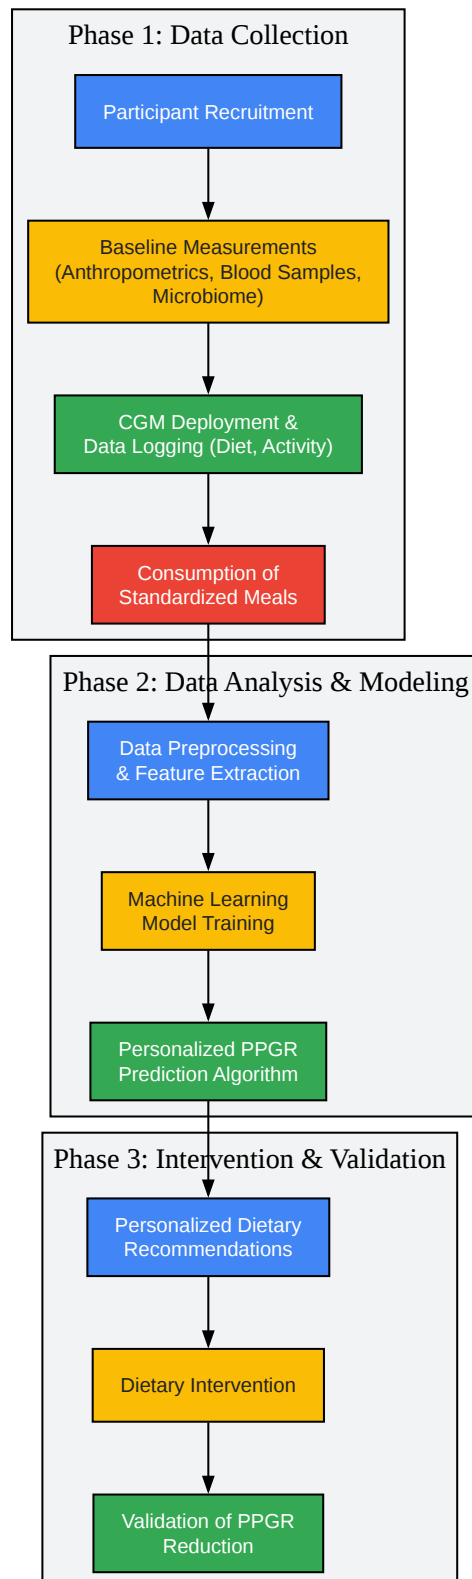 Phase 1: Data Collection
Participant Recruitment
Baseline Measurements
(Anthropometrics, Blood Samples,
Microbiome)
CGM Deployment &
Data Logging (Diet, Activity)
Consumption of
Standardized Meals
Phase 2: Data Analysis & Modeling
Data Preprocessing
& Feature Extraction
Machine Learning
Model Training
Personalized PPGR
Prediction Algorithm
Phase 3: Intervention & Validation
Personalized Dietary
Recommendations
Dietary Intervention
Validation of PPGR
Reduction